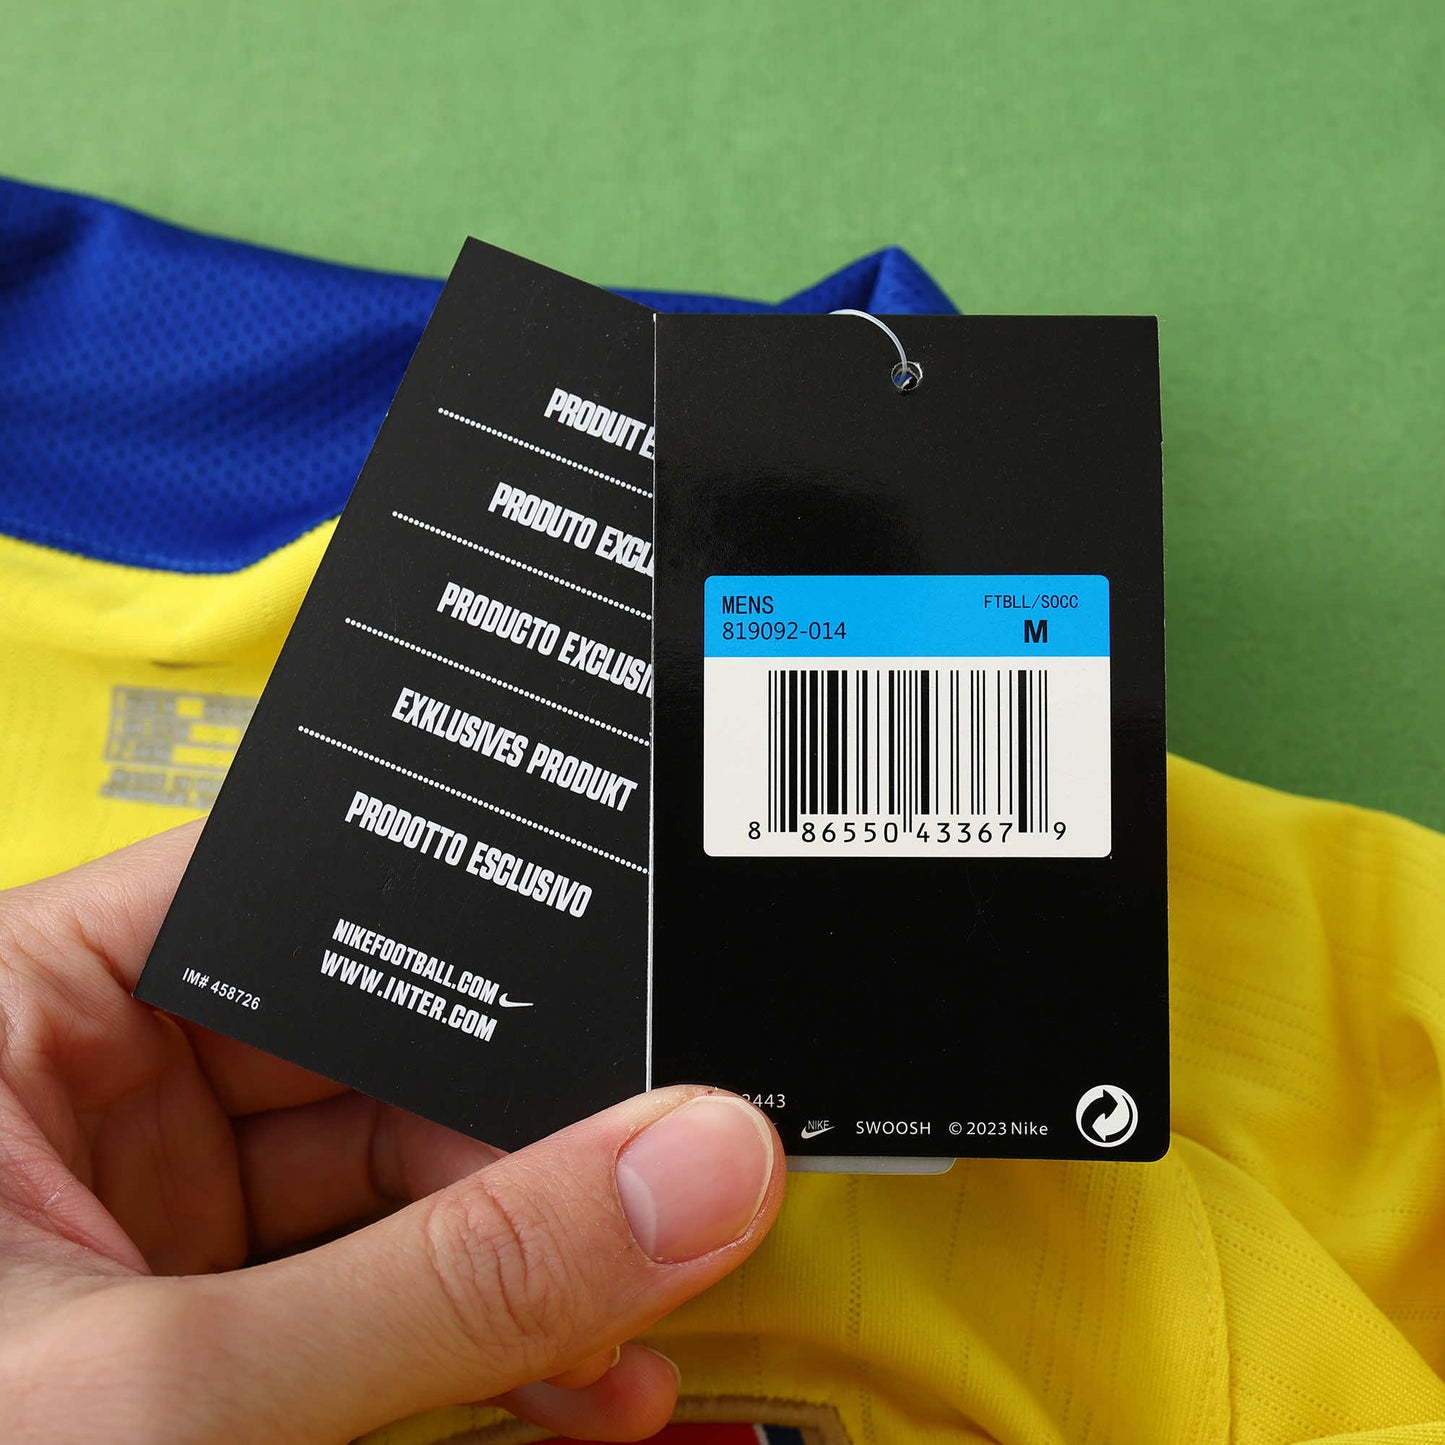 PRODUIT E
PRODUTO EXCL
PRODUCTO EXCLUSI
EXKLUSIVES PRODUKT
PRODOTTO ESCLUSIVO
NIKEFOOTBALL.COM
WWW.INTER.COM
IM# 458726
MENS FTBLL/SOCC
819092-014 M
8 86550 43367 9
3443
NIKE SWOOSH © 2023 Nike